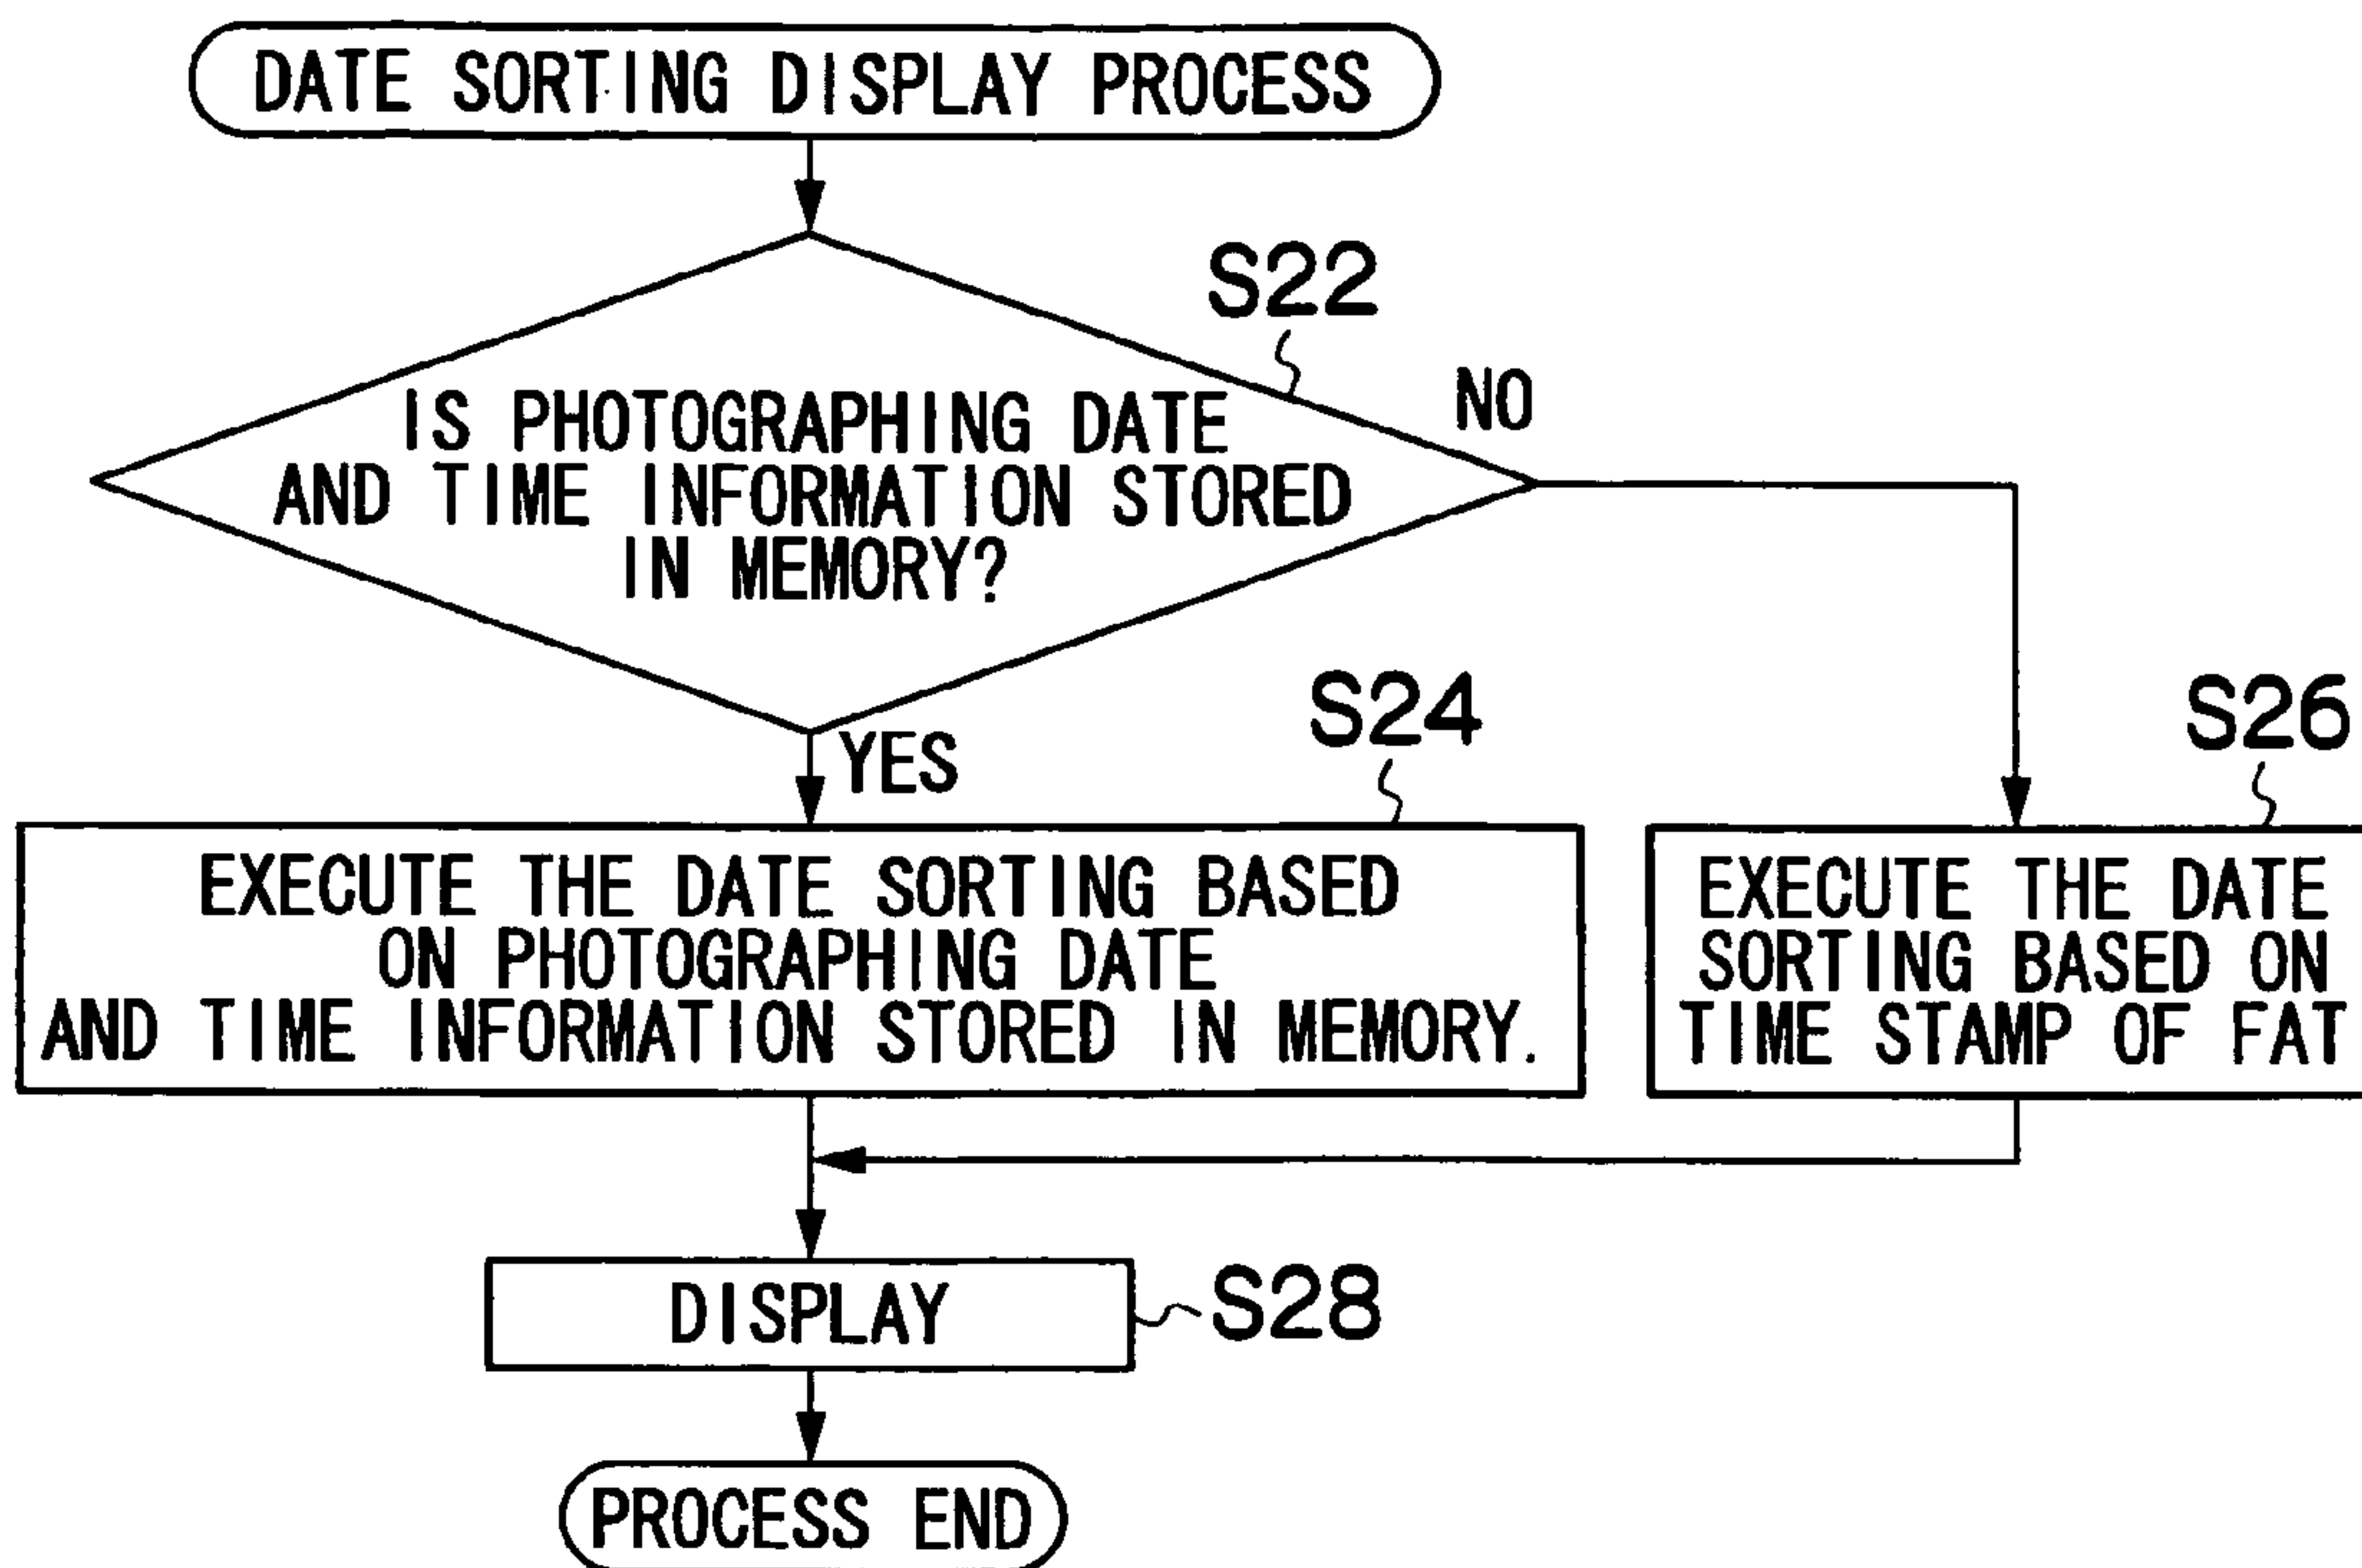 DATE SORTING DISPLAY PROCESS
S22
IS PHOTOGRAPHING DATE
AND TIME INFORMATION STORED
IN MEMORY?
NO
YES
S24
EXECUTE THE DATE SORTING BASED
ON PHOTOGRAPHING DATE
AND TIME INFORMATION STORED IN MEMORY.
S26
EXECUTE THE DATE
SORTING BASED ON
TIME STAMP OF FAT
DISPLAY
S28
PROCESS END